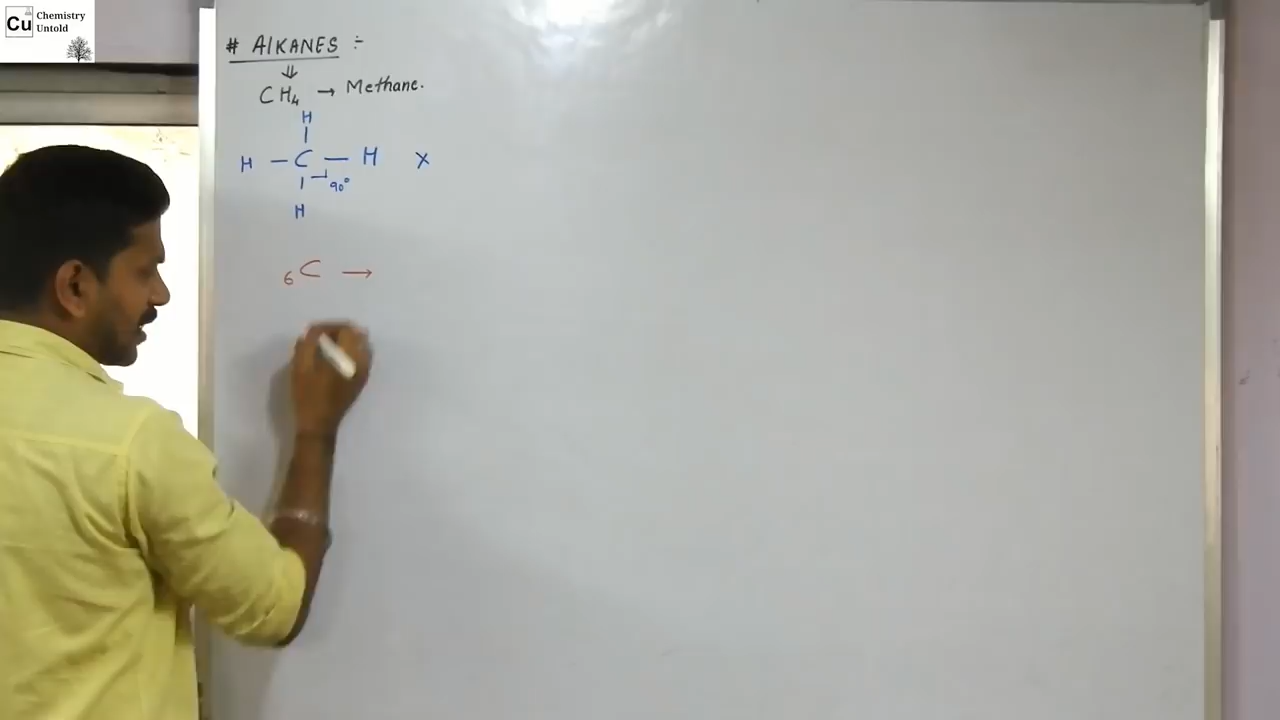 Cu
Chemistry
Untold
# AlKANES :-
⇓
CH₄ → Methane.
H
|
H — C — H X
| 90°
H
₆C →